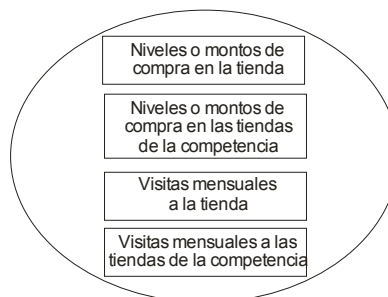 Niveles o montos de
compra en la tienda
Niveles o montos de
compra en las tiendas
de la competencia
Visitas mensuales
a la tienda
Visitas mensuales a las
tiendas de la competencia